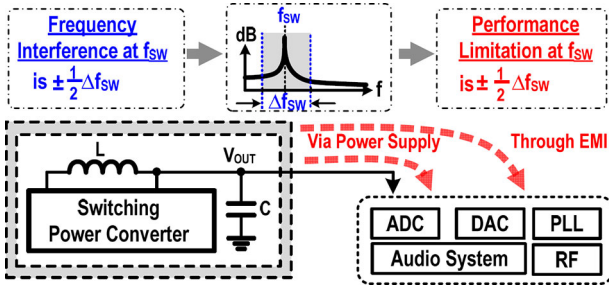 Frequency
Interference at fSW
is ± 1/2 ΔfSW
fSW
dB
f
ΔfSW
Performance
Limitation at fSW
is ± 1/2 ΔfSW
L
VOUT
Via Power Supply
Through EMI
Switching
Power Converter
C
ADC
DAC
PLL
Audio System
RF